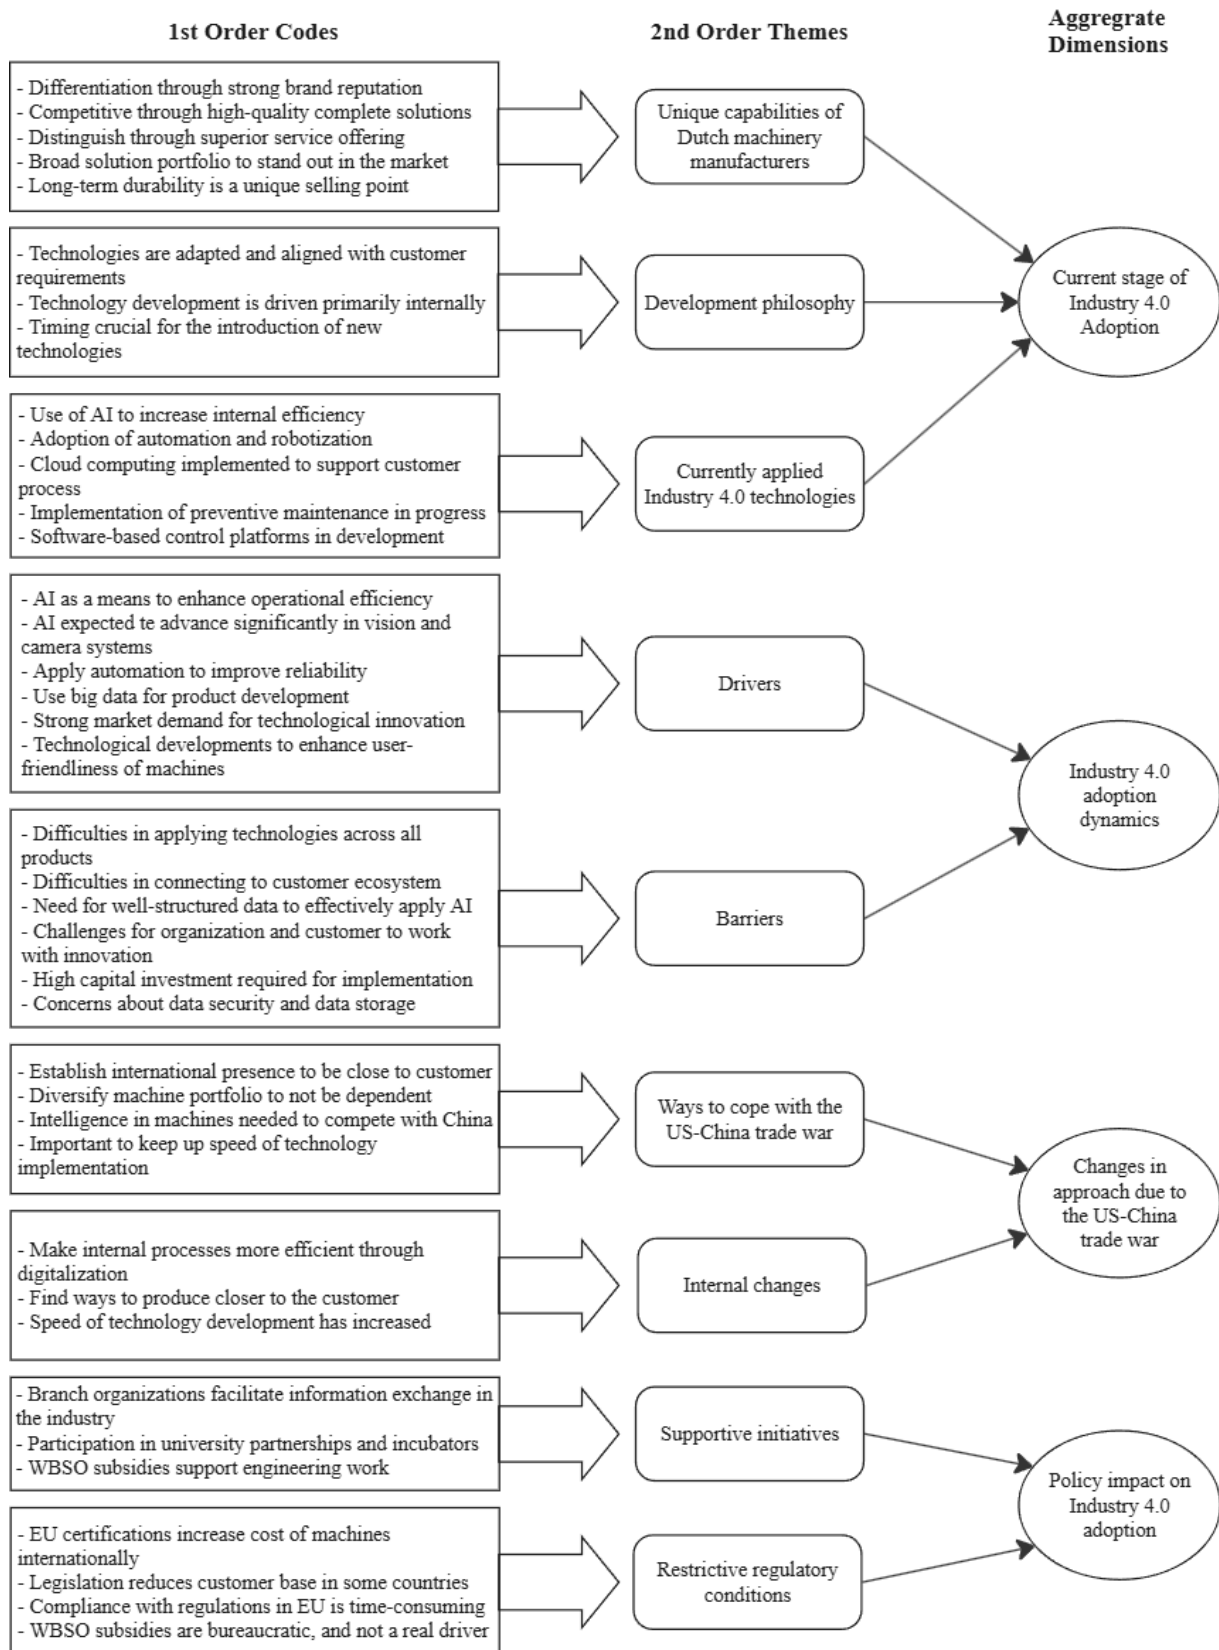 1st Order Codes
2nd Order Themes
Aggregrate
Dimensions
- Differentiation through strong brand reputation
- Competitive through high-quality complete solutions
- Distinguish through superior service offering
- Broad solution portfolio to stand out in the market
- Long-term durability is a unique selling point
Unique capabilities of
Dutch machinery
manufacturers
- Technologies are adapted and aligned with customer
requirements
- Technology development is driven primarily internally
- Timing crucial for the introduction of new
technologies
Development philosophy
Current stage of
Industry 4.0
Adoption
- Use of AI to increase internal efficiency
- Adoption of automation and robotization
- Cloud computing implemented to support customer
process
- Implementation of preventive maintenance in progress
- Software-based control platforms in development
Currently applied
Industry 4.0 technologies
- AI as a means to enhance operational efficiency
- AI expected te advance significantly in vision and
camera systems
- Apply automation to improve reliability
- Use big data for product development
- Strong market demand for technological innovation
- Technological developments to enhance user-
friendliness of machines
Drivers
Industry 4.0
adoption
dynamics
- Difficulties in applying technologies across all
products
- Difficulties in connecting to customer ecosystem
- Need for well-structured data to effectively apply AI
- Challenges for organization and customer to work
with innovation
- High capital investment required for implementation
- Concerns about data security and data storage
Barriers
- Establish international presence to be close to customer
- Diversify machine portfolio to not be dependent
- Intelligence in machines needed to compete with China
- Important to keep up speed of technology
implementation
Ways to cope with the
US-China trade war
Changes in
approach due to
the US-China
trade war
- Make internal processes more efficient through
digitalization
- Find ways to produce closer to the customer
- Speed of technology development has increased
Internal changes
- Branch organizations facilitate information exchange in
the industry
- Participation in university partnerships and incubators
- WBSO subsidies support engineering work
Supportive initiatives
Policy impact on
Industry 4.0
adoption
- EU certifications increase cost of machines
internationally
- Legislation reduces customer base in some countries
- Compliance with regulations in EU is time-consuming
- WBSO subsidies are bureaucratic, and not a real driver
Restrictive regulatory
conditions